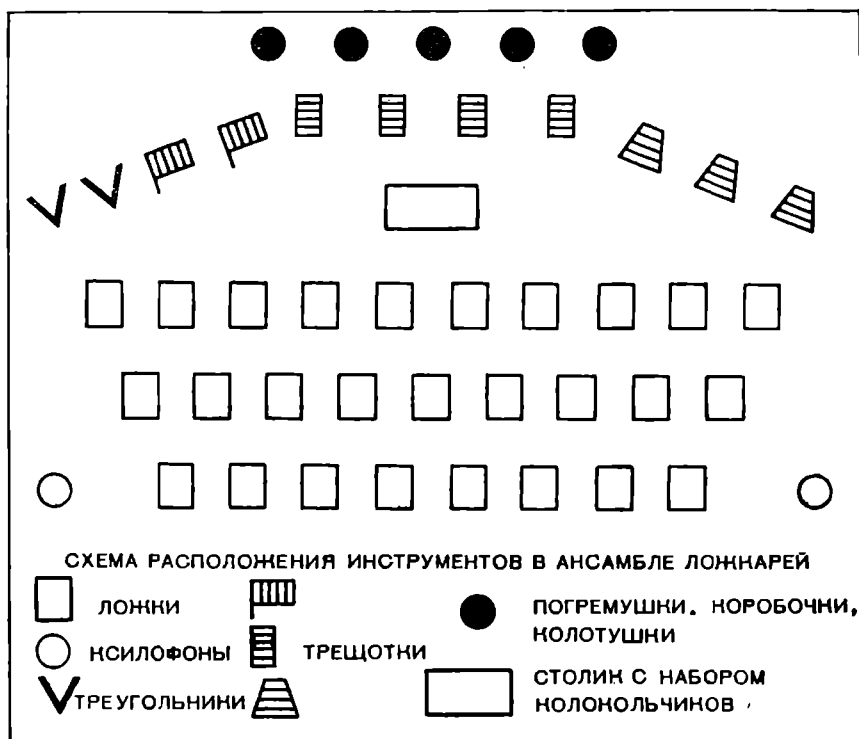 СХЕМА РАСПОЛОЖЕНИЯ ИНСТРУМЕНТОВ В АНСАМБЛЕ ЛОЖКАРЕЙ
ЛОЖКИ
КСИЛОФОНЫ
ТРЕУГОЛЬНИКИ
ТРЕЩОТКИ
ПОГРЕМУШКИ. КОРОБОЧКИ,
КОЛОТУШКИ
СТОЛИК С НАБОРОМ
КОЛОКОЛЬЧИКОВ